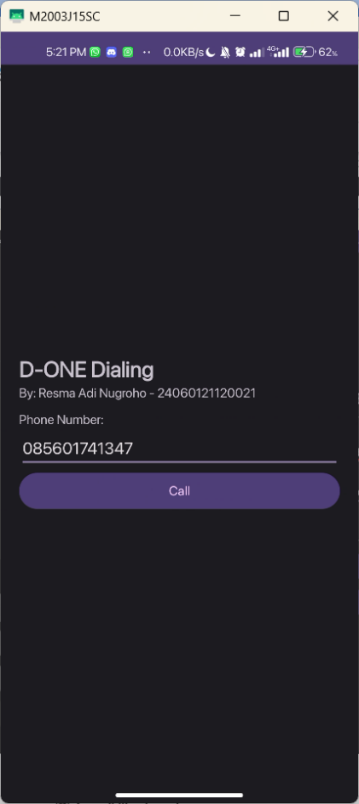 M2003J15SC
5:21 PM 0.0KB/s 4G+ 62%
D-ONE Dialing
By: Resma Adi Nugroho - 24060121120021
Phone Number:
085601741347
Call